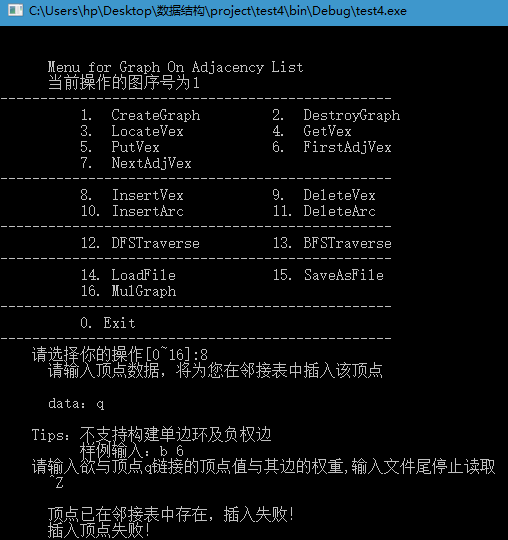 C:\Users\hp\Desktop\数据结构\project\test4\bin\Debug\test4.exe
Menu for Graph On Adjacency List
当前操作的图序号为1
-------------------------------------------------
1. CreateGraph 2. DestroyGraph
3. LocateVex 4. GetVex
5. PutVex 6. FirstAdjVex
7. NextAdjVex
-------------------------------------------------
8. InsertVex 9. DeleteVex
10. InsertArc 11. DeleteArc
-------------------------------------------------
12. DFSTraverse 13. BFSTraverse
-------------------------------------------------
14. LoadFile 15. SaveAsFile
16. MulGraph
-------------------------------------------------
0. Exit
-------------------------------------------------
请选择你的操作[0~16]:8
请输入顶点数据，将为您在邻接表中插入该顶点
data：q
Tips：不支持构建单边环及负权边
样例输入：b 6
请输入欲与顶点q链接的顶点值与其边的权重,输入文件尾停止读取
^Z
顶点已在邻接表中存在，插入失败!
插入顶点失败!